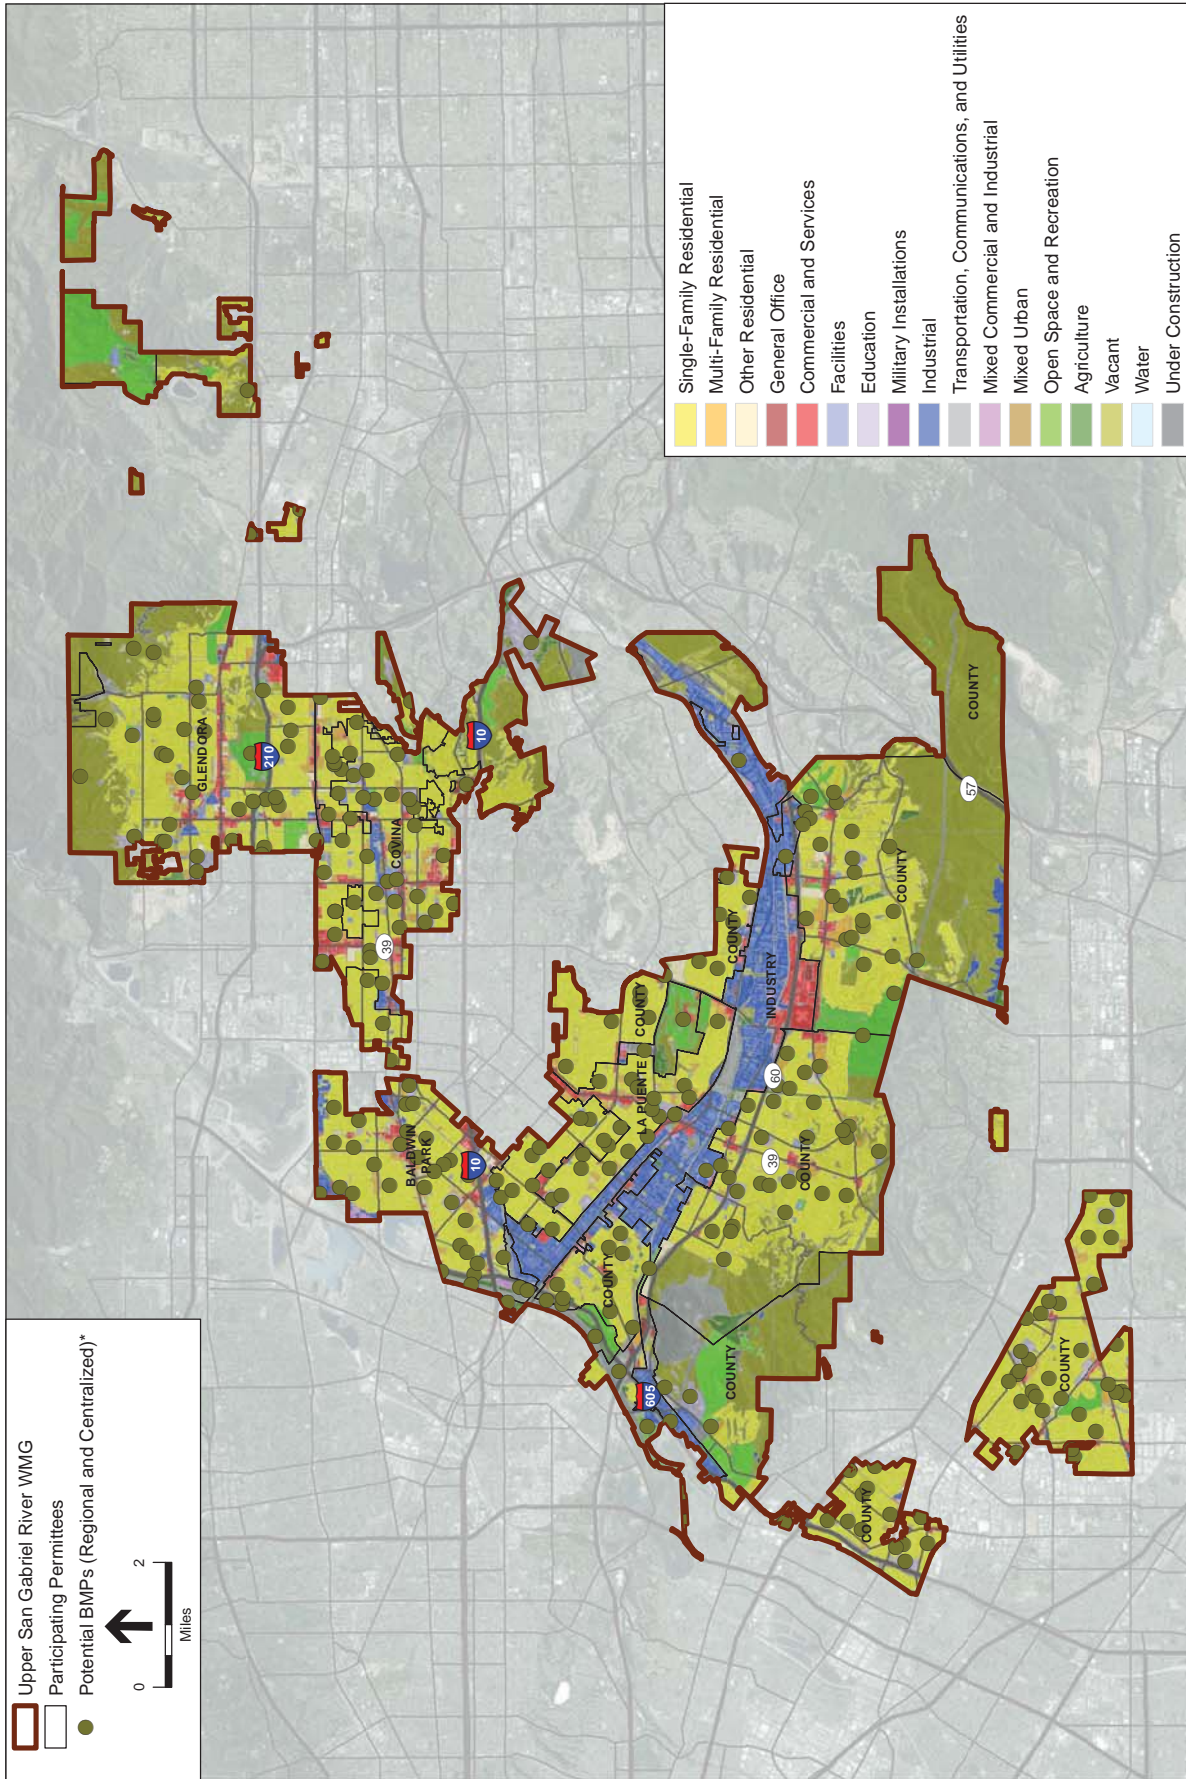 Upper San Gabriel River WMG
Participating Permittees
Potential BMPs (Regional and Centralized)*
0
2
Miles
GLENDORA
210
10
COVINA
39
BALDWIN
PARK
10
LA PUENTE
COUNTY
COUNTY
INDUSTRY
COUNTY
COUNTY
57
60
39
COUNTY
COUNTY
605
COUNTY
COUNTY
COUNTY
Single-Family Residential
Multi-Family Residential
Other Residential
General Office
Commercial and Services
Facilities
Education
Military Installations
Industrial
Transportation, Communications, and Utilities
Mixed Commercial and Industrial
Mixed Urban
Open Space and Recreation
Agriculture
Vacant
Water
Under Construction